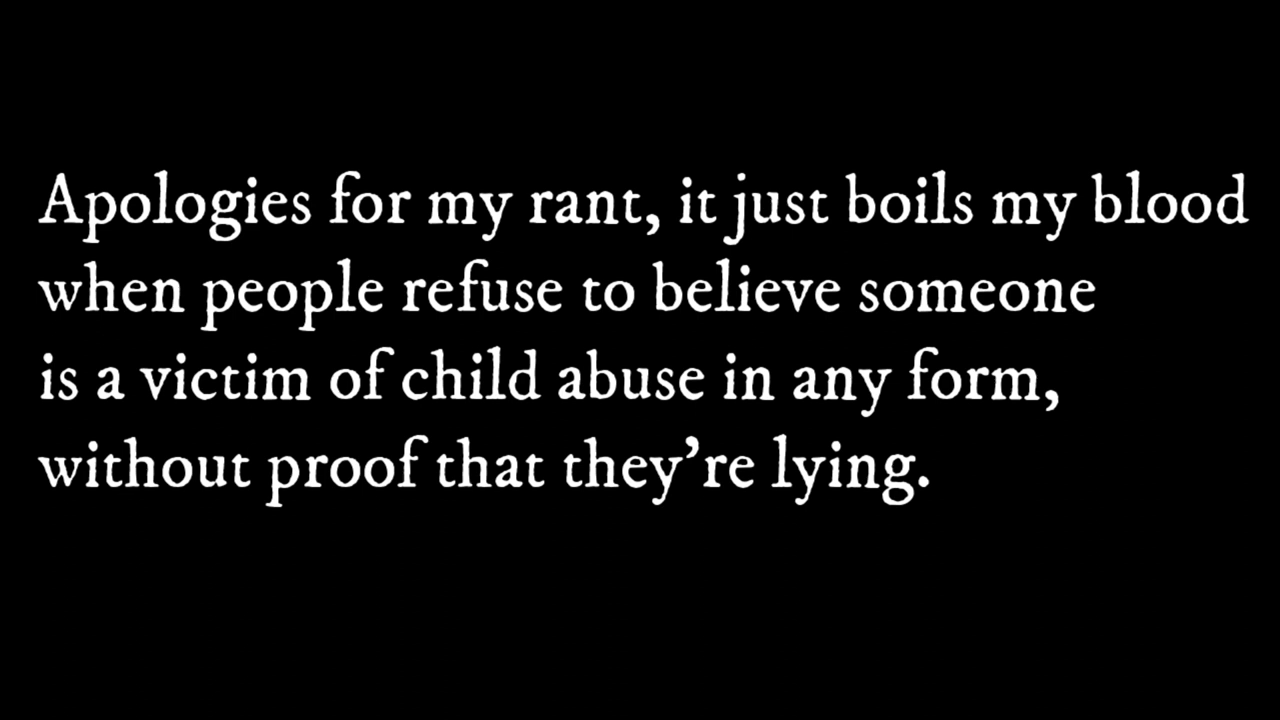 Apologies for my rant, it just boils my blood
when people refuse to believe someone
is a victim of child abuse in any form,
without proof that they’re lying.